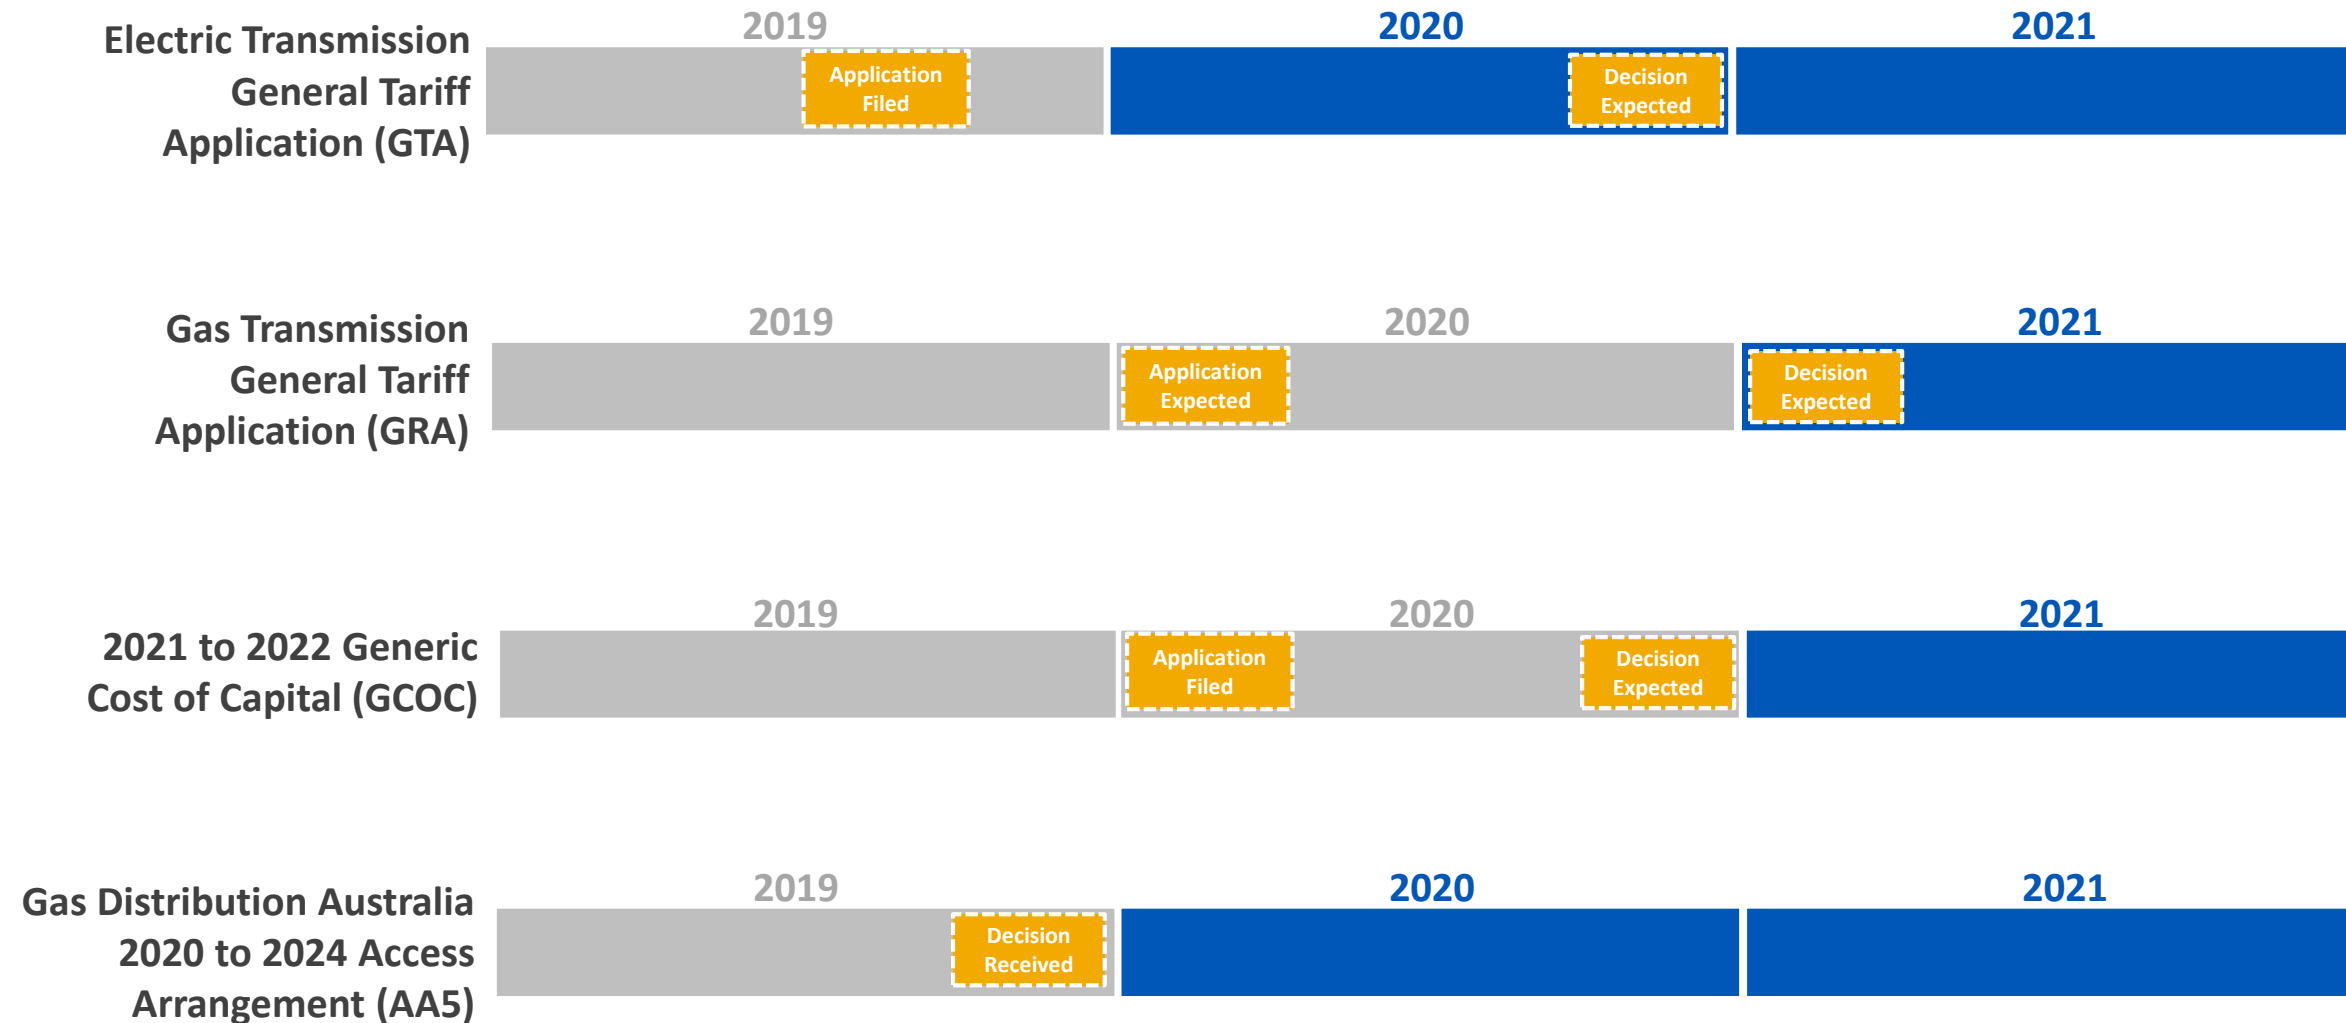 2019
2020
2021
Electric Transmission
General Tariff
Application (GTA)
Application
Filed
Decision
Expected
2019
2020
2021
Gas Transmission
General Tariff
Application (GRA)
Application
Expected
Decision
Expected
2019
2020
2021
2021 to 2022 Generic
Cost of Capital (GCOC)
Application
Filed
Decision
Expected
2019
2020
2021
Gas Distribution Australia
2020 to 2024 Access
Arrangement (AA5)
Decision
Received